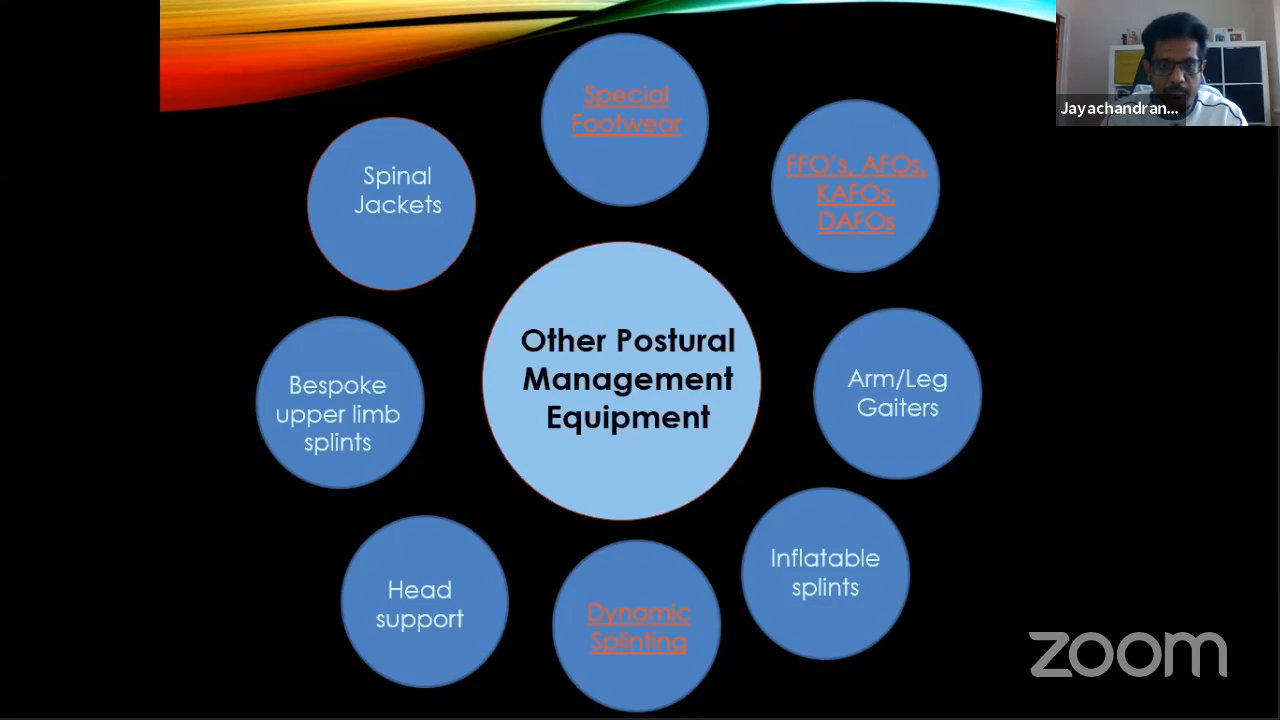 Special
Footwear
FFO's, AFOs,
KAFOs,
DAFOs
Spinal
Jackets
Other Postural
Management
Equipment
Arm/Leg
Gaiters
Bespoke
upper limb
splints
Inflatable
splints
Head
support
Dynamic
Splinting
Jayachandran...
zoom